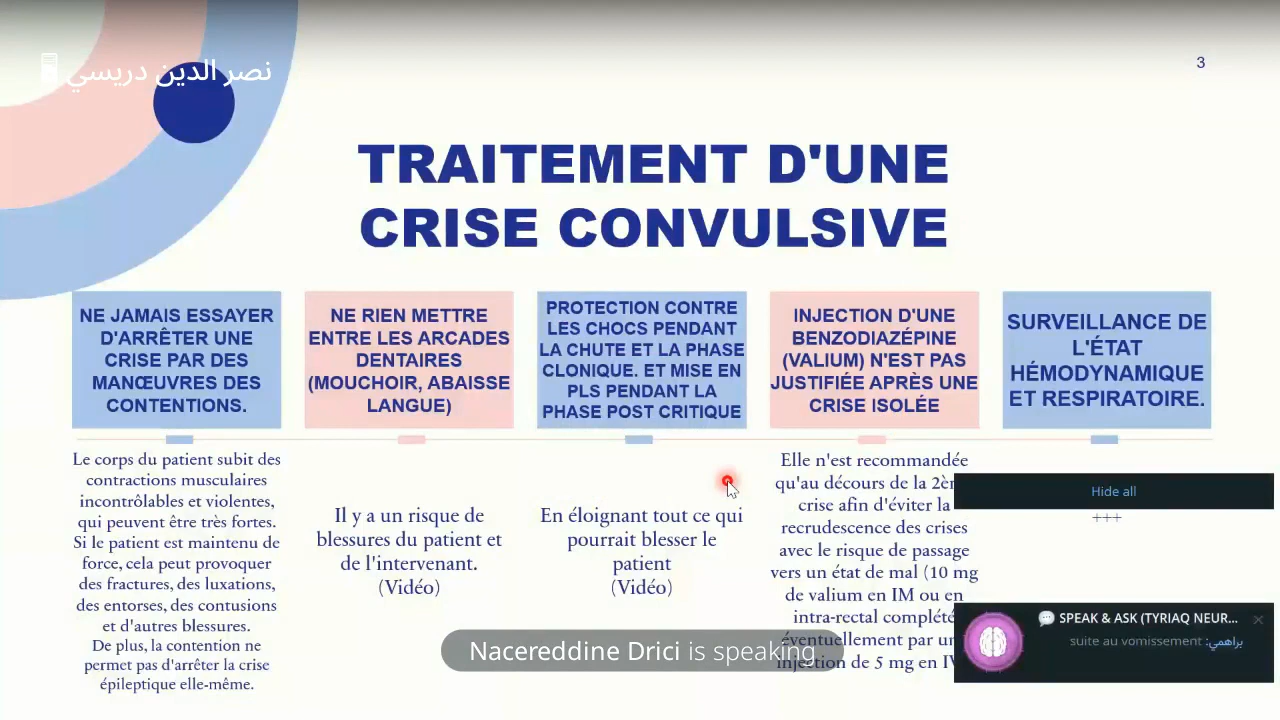 نصر الدين دريسي
3
TRAITEMENT D'UNE
CRISE CONVULSIVE
NE JAMAIS ESSAYER
D'ARRÊTER UNE
CRISE PAR DES
MANŒUVRES DES
CONTENTIONS.
Le corps du patient subit des
contractions musculaires
incontrôlables et violentes,
qui peuvent être très fortes.
Si le patient est maintenu de
force, cela peut provoquer
des fractures, des luxations,
des entorses, des contusions
et d'autres blessures.
De plus, la contention ne
permet pas d'arrêter la crise
épileptique elle-même.
NE RIEN METTRE
ENTRE LES ARCADES
DENTAIRES
(MOUCHOIR, ABAISSE
LANGUE)
Il y a un risque de
blessures du patient et
de l'intervenant.
(Vidéo)
PROTECTION CONTRE
LES CHOCS PENDANT
LA CHUTE ET LA PHASE
CLONIQUE. ET MISE EN
PLS PENDANT LA
PHASE POST CRITIQUE
En éloignant tout ce qui
pourrait blesser le
patient
(Vidéo)
INJECTION D'UNE
BENZODIAZÉPINE
(VALIUM) N'EST PAS
JUSTIFIÉE APRÈS UNE
CRISE ISOLÉE
Elle n'est recommandée
qu'au décours de la
crise afin d'éviter la
recrudescence des crises
avec le risque de passage
vers un état de mal (10 mg
de valium en IM ou en
intra-rectal complété
éventuellement par
injection de 5 mg en
SURVEILLANCE DE
L'ÉTAT
HÉMODYNAMIQUE
ET RESPIRATOIRE.
+++
Hide all
SPEAK & ASK (TYRIAQ NEUR...
براهمي: suite au vomissement
Nacereddine Drici is speaking